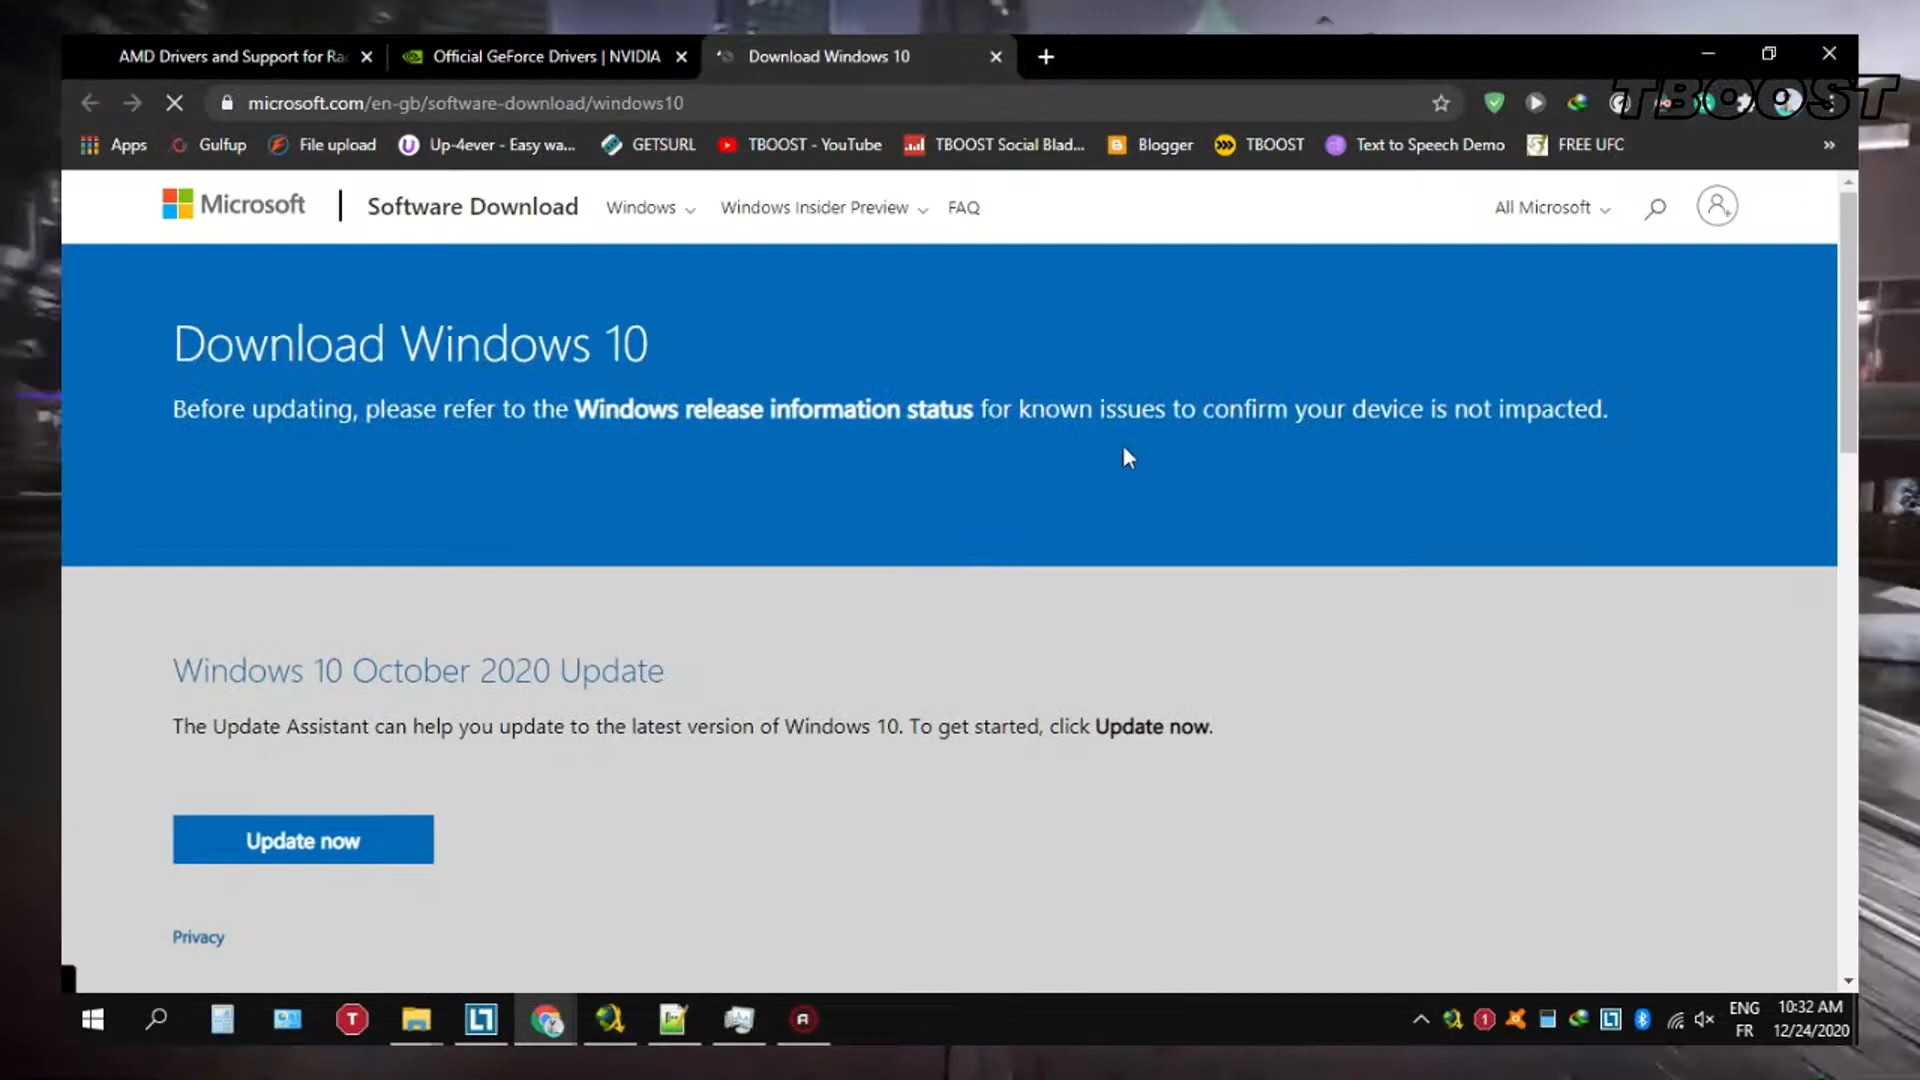 AMD Drivers and Support for Ra
Official GeForce Drivers | NVIDIA
Download Windows 10
microsoft.com/en-gb/software-download/windows10
TBOOST
Apps
Gulfup
File upload
Up-4ever - Easy wa...
GETSURL
TBOOST - YouTube
TBOOST Social Blad...
Blogger
TBOOST
Text to Speech Demo
FREE UFC
»
Microsoft
Software Download
Windows
Windows Insider Preview
FAQ
All Microsoft
Download Windows 10
Before updating, please refer to the Windows release information status for known issues to confirm your device is not impacted.
Windows 10 October 2020 Update
The Update Assistant can help you update to the latest version of Windows 10. To get started, click Update now.
Update now
Privacy
ENG
FR
10:32 AM
12/24/2020